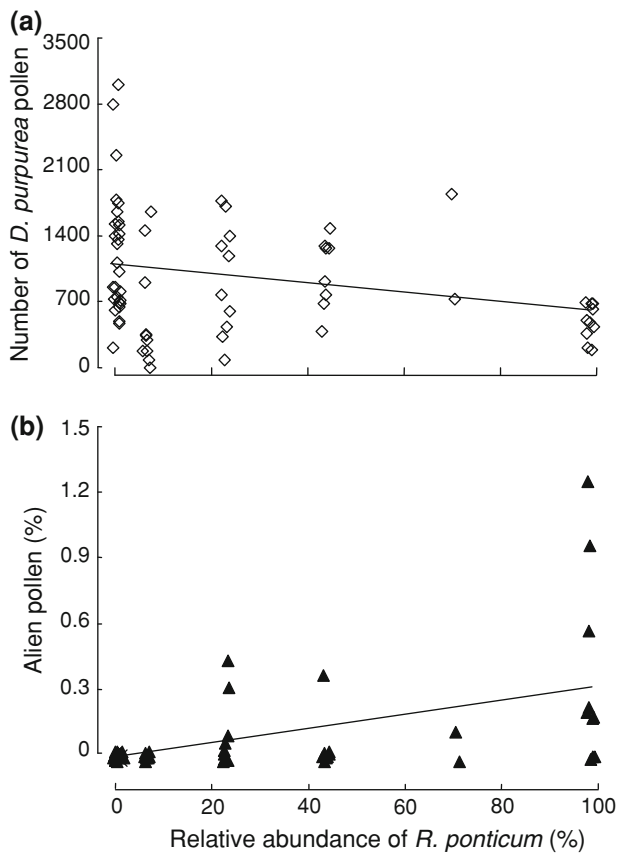 (a)
3500
2800
2100
1400
700
0
Number of D. purpurea pollen
(b)
1.5
1.2
0.9
0.6
0.3
0
Alien pollen (%)
0 20 40 60 80 100
Relative abundance of R. ponticum (%)